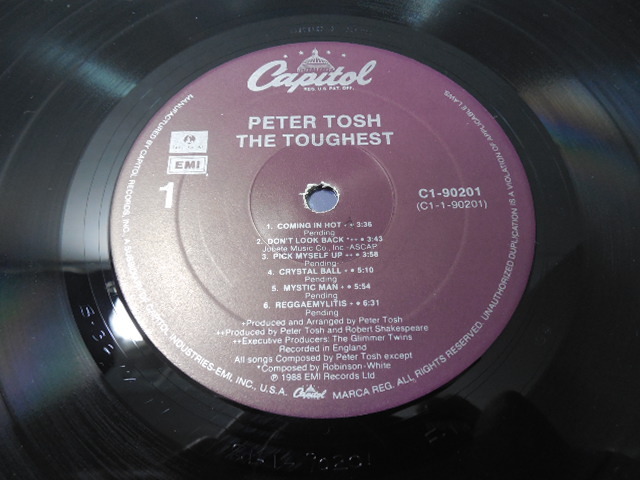 Capitol
REG. U.S. PAT. OFF.
PETER TOSH
THE TOUGHEST
EMI
1
C1-90201
(C1-1-90201)
1. COMING IN HOT 3:36
Pending
2. DON'T LOOK BACK 3:43
Jobete Music Co., Inc.-ASCAP
3. PICK MYSELF UP 3:58
Pending
4. CRYSTAL BALL 5:10
Pending
5. MYSTIC MAN 5:54
Pending
6. REGGAEMYLITIS 6:31
Pending
+Produced and Arranged by Peter Tosh
++Produced by Peter Tosh and Robert Shakespeare
++Executive Producers: The Glimmer Twins
Recorded in England
All songs Composed by Peter Tosh except
*Composed by Robinson-White
℗ 1988 EMI Records Ltd
MANUFACTURED BY CAPITOL RECORDS, INC., A
CAPITOL INDUSTRIES-EMI, INC., U.S.A. Capitol MARCA REG. ALL RIGHTS RESERVED. UNAUTHORIZED DUPLICATION IS A VIOLATION OF APPLICABLE LAWS.